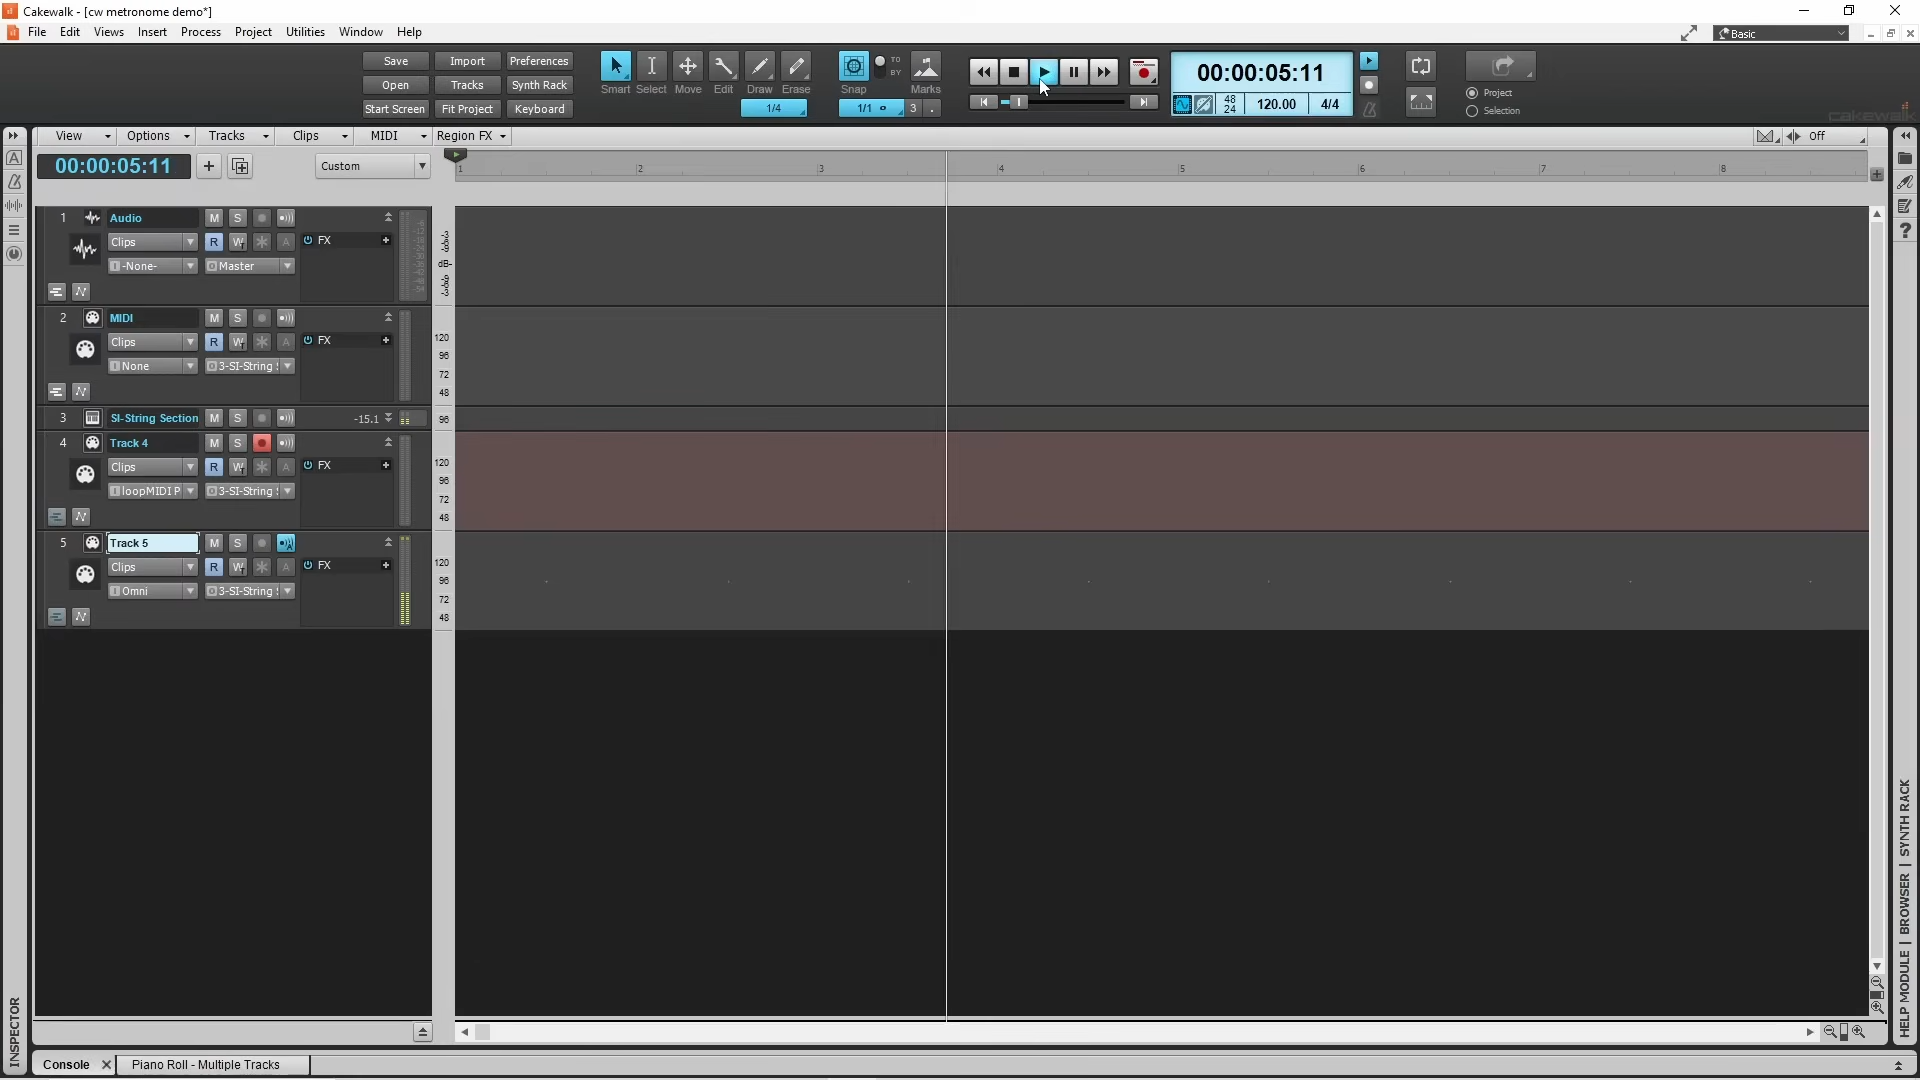 Cakewalk - [cw metronome demo*]
File Edit Views Insert Process Project Utilities Window Help
Basic
Save Import Preferences
Open Tracks Synth Rack
Start Screen Fit Project Keyboard
Smart Select Move Edit Draw Erase
1/4
Snap
TO
BY
Marks
1/1 3 .
00:00:05:11
48
24
120.00 4/4
Project
Selection
cakewalk
View Options Tracks Clips MIDI Region FX
Off
00:00:05:11
Custom
1 2 3 4 5 6 7 8
1 Audio M S
Clips R W A FX
-None- Master
2 MIDI M S
Clips R W A FX
None 3-SI-String
3 SI-String Section M S -15.1
4 Track 4 M S
Clips R W A FX
loopMIDI P 3-SI-String
5 Track 5 M S
Clips R W A FX
Omni 3-SI-String
dB-
120
96
72
48
96
120
96
72
48
120
96
72
48
INSPECTOR
HELP MODULE | BROWSER | SYNTH RACK
Console
Piano Roll - Multiple Tracks